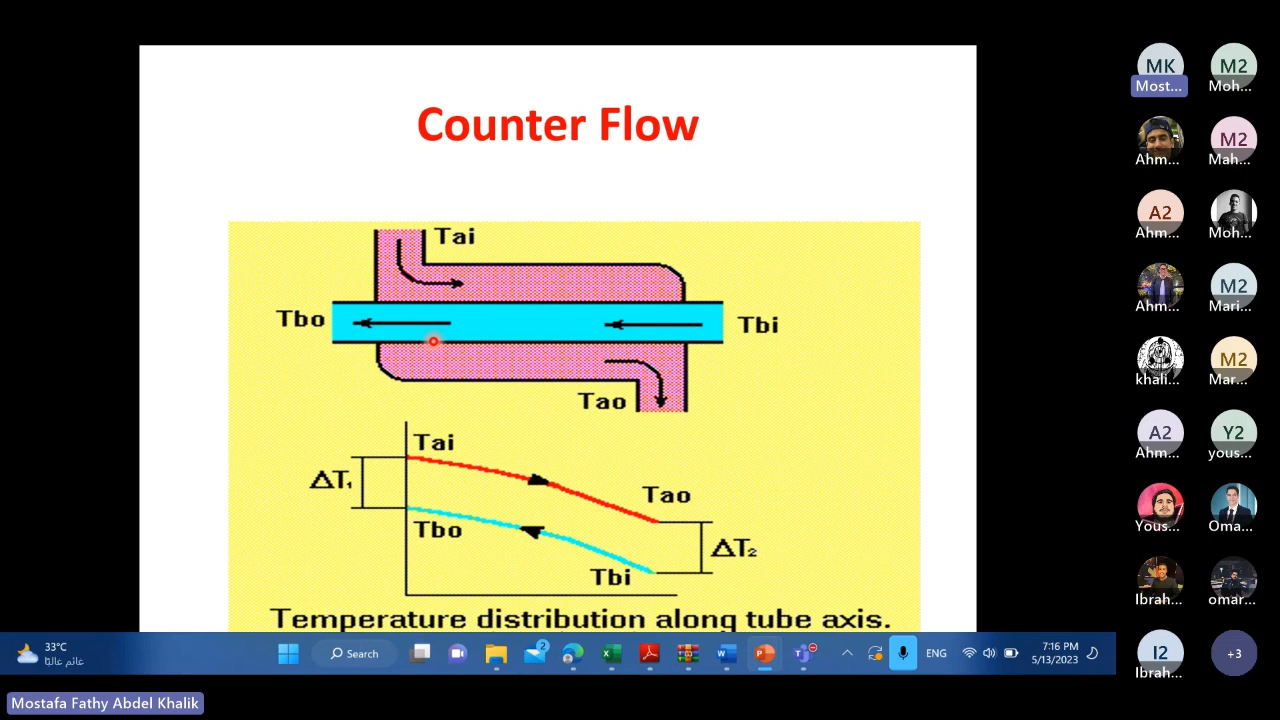 Counter Flow
Tai
Tbo
Tbi
Tao
Tai
ΔT₁
Tao
Tbo
ΔT₂
Tbi
Temperature distribution along tube axis.
MK
Most...
M2
Moh...
Ahm...
M2
Mah...
A2
Ahm...
Moh...
Ahm...
M2
Mari...
khali...
M2
Mar...
A2
Ahm...
Y2
yous...
Yous...
Oma...
Ibrah...
omar...
I2
Ibrah...
+3
33°C
غائم غالبًا
Search
2
ENG
7:16 PM
5/13/2023
Mostafa Fathy Abdel Khalik